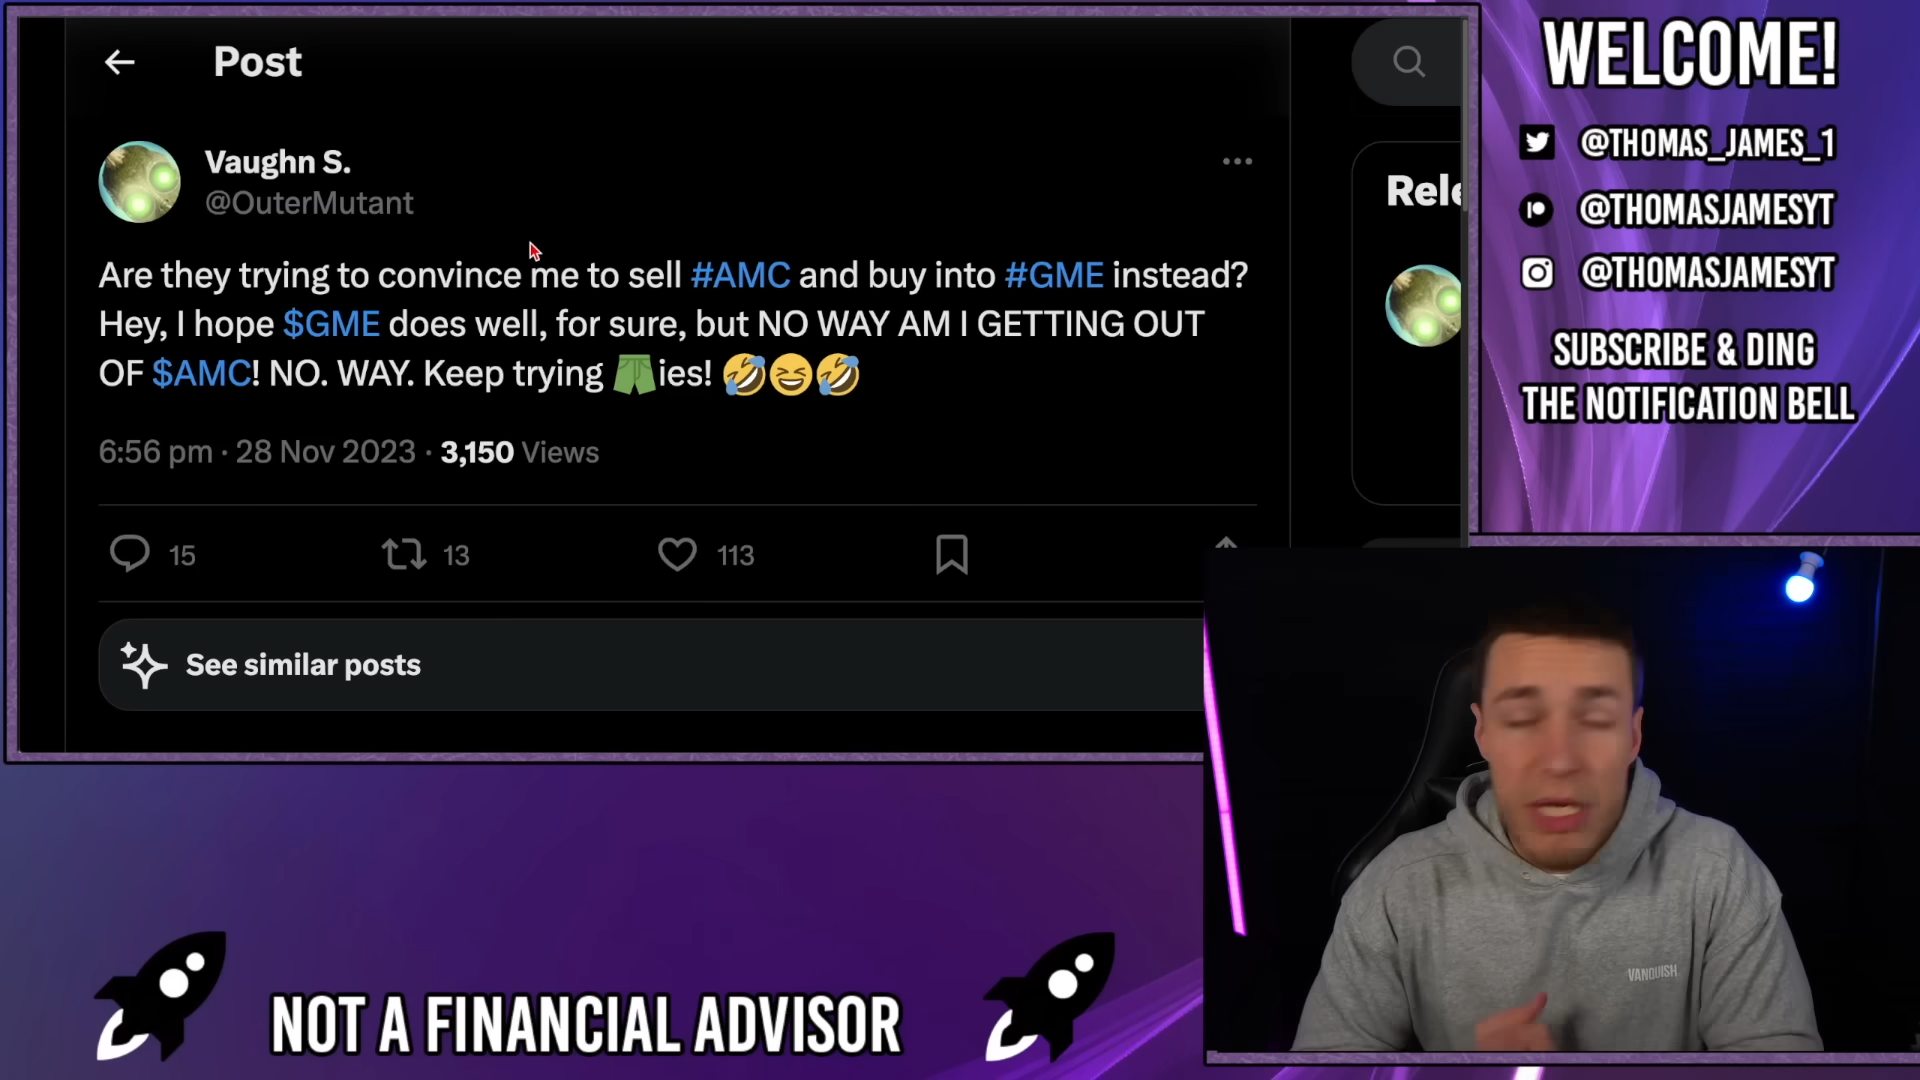 Post
Vaughn S.
@OuterMutant
Are they trying to convince me to sell #AMC and buy into #GME instead?
Hey, I hope $GME does well, for sure, but NO WAY AM I GETTING OUT
OF $AMC! NO. WAY. Keep trying 🩳ies! 🤣😆🤣
6:56 pm · 28 Nov 2023 · 3,150 Views
15 13 113
See similar posts
Rele
WELCOME!
@THOMAS_JAMES_1
@THOMASJAMESYT
@THOMASJAMESYT
SUBSCRIBE & DING
THE NOTIFICATION BELL
VANQUISH
NOT A FINANCIAL ADVISOR